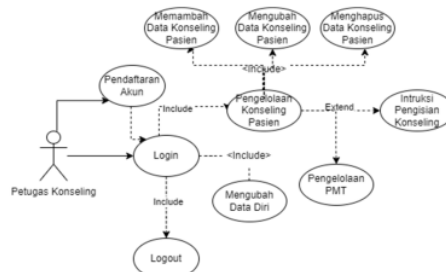 Memambah
Data Konseling
Pasien
Mengubah
Data Konseling
Pasien
Menghapus
Data Konseling
Pasien
<Include>
Pendaftaran
Akun
Include
Pengelolaan
Konseling
Pasien
Extend
Intruksi
Pengisian
Konseling
Login
<Include>
Petugas Konseling
Mengubah
Data Diri
Pengelolaan
PMT
Include
Logout